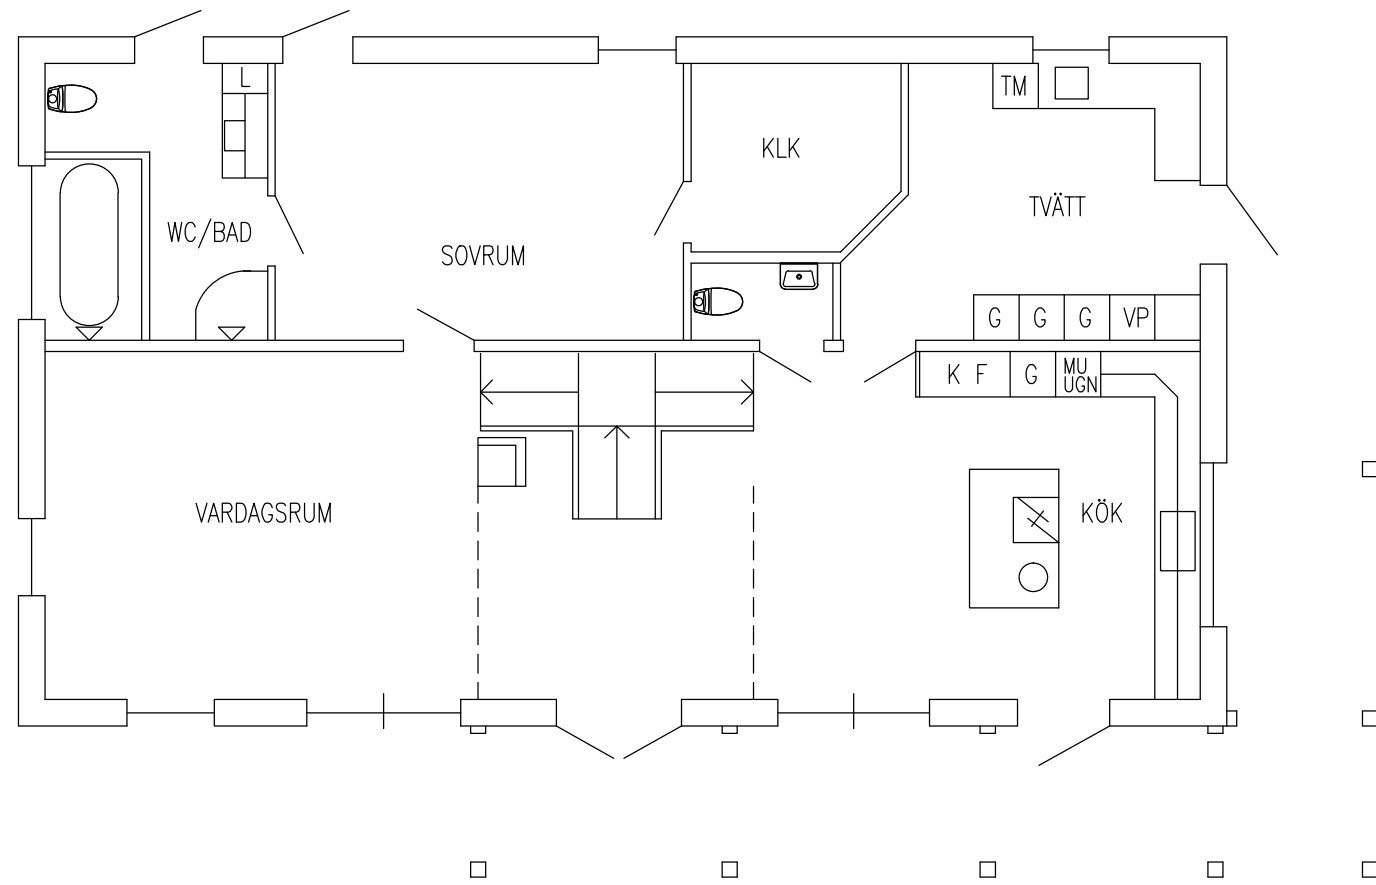 L
TM
KLK
TVÄTT
WC/BAD
SOVRUM
G G G VP
K F G MU
UGN
VARDAGSRUM
KÖK